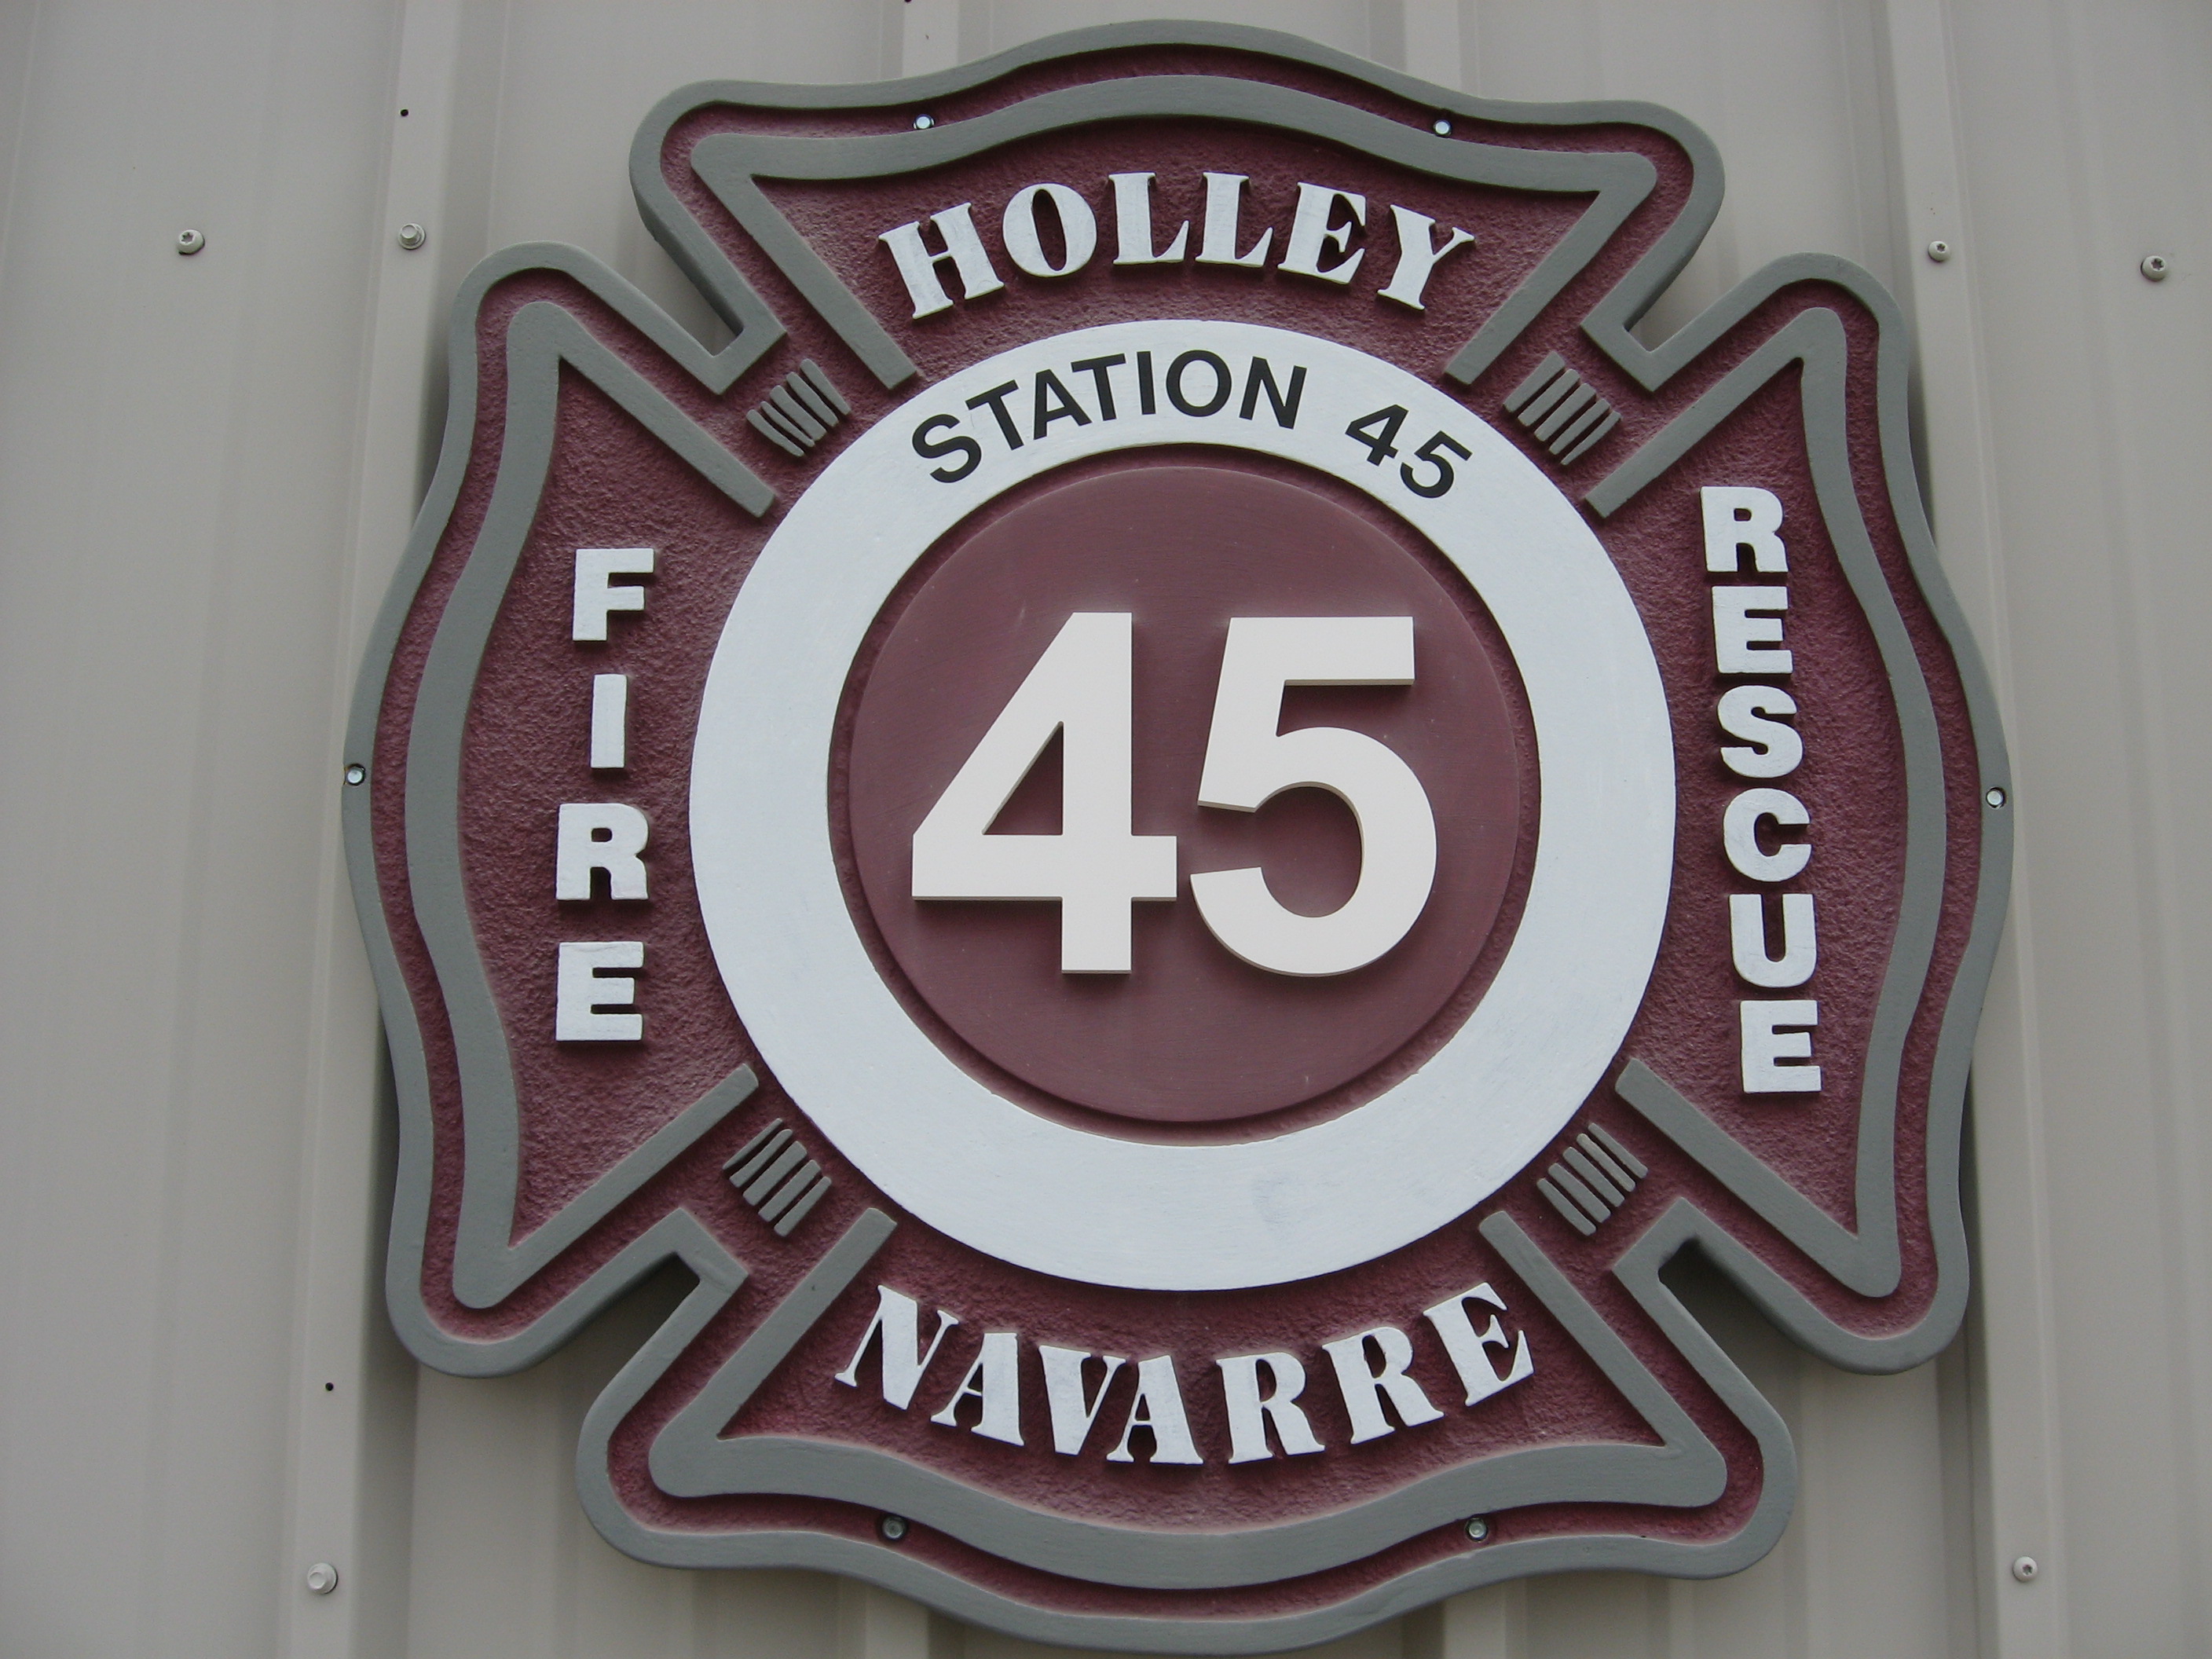 HOLLEY
STATION 45
FIRE
45
RESCUE
NAVARRE